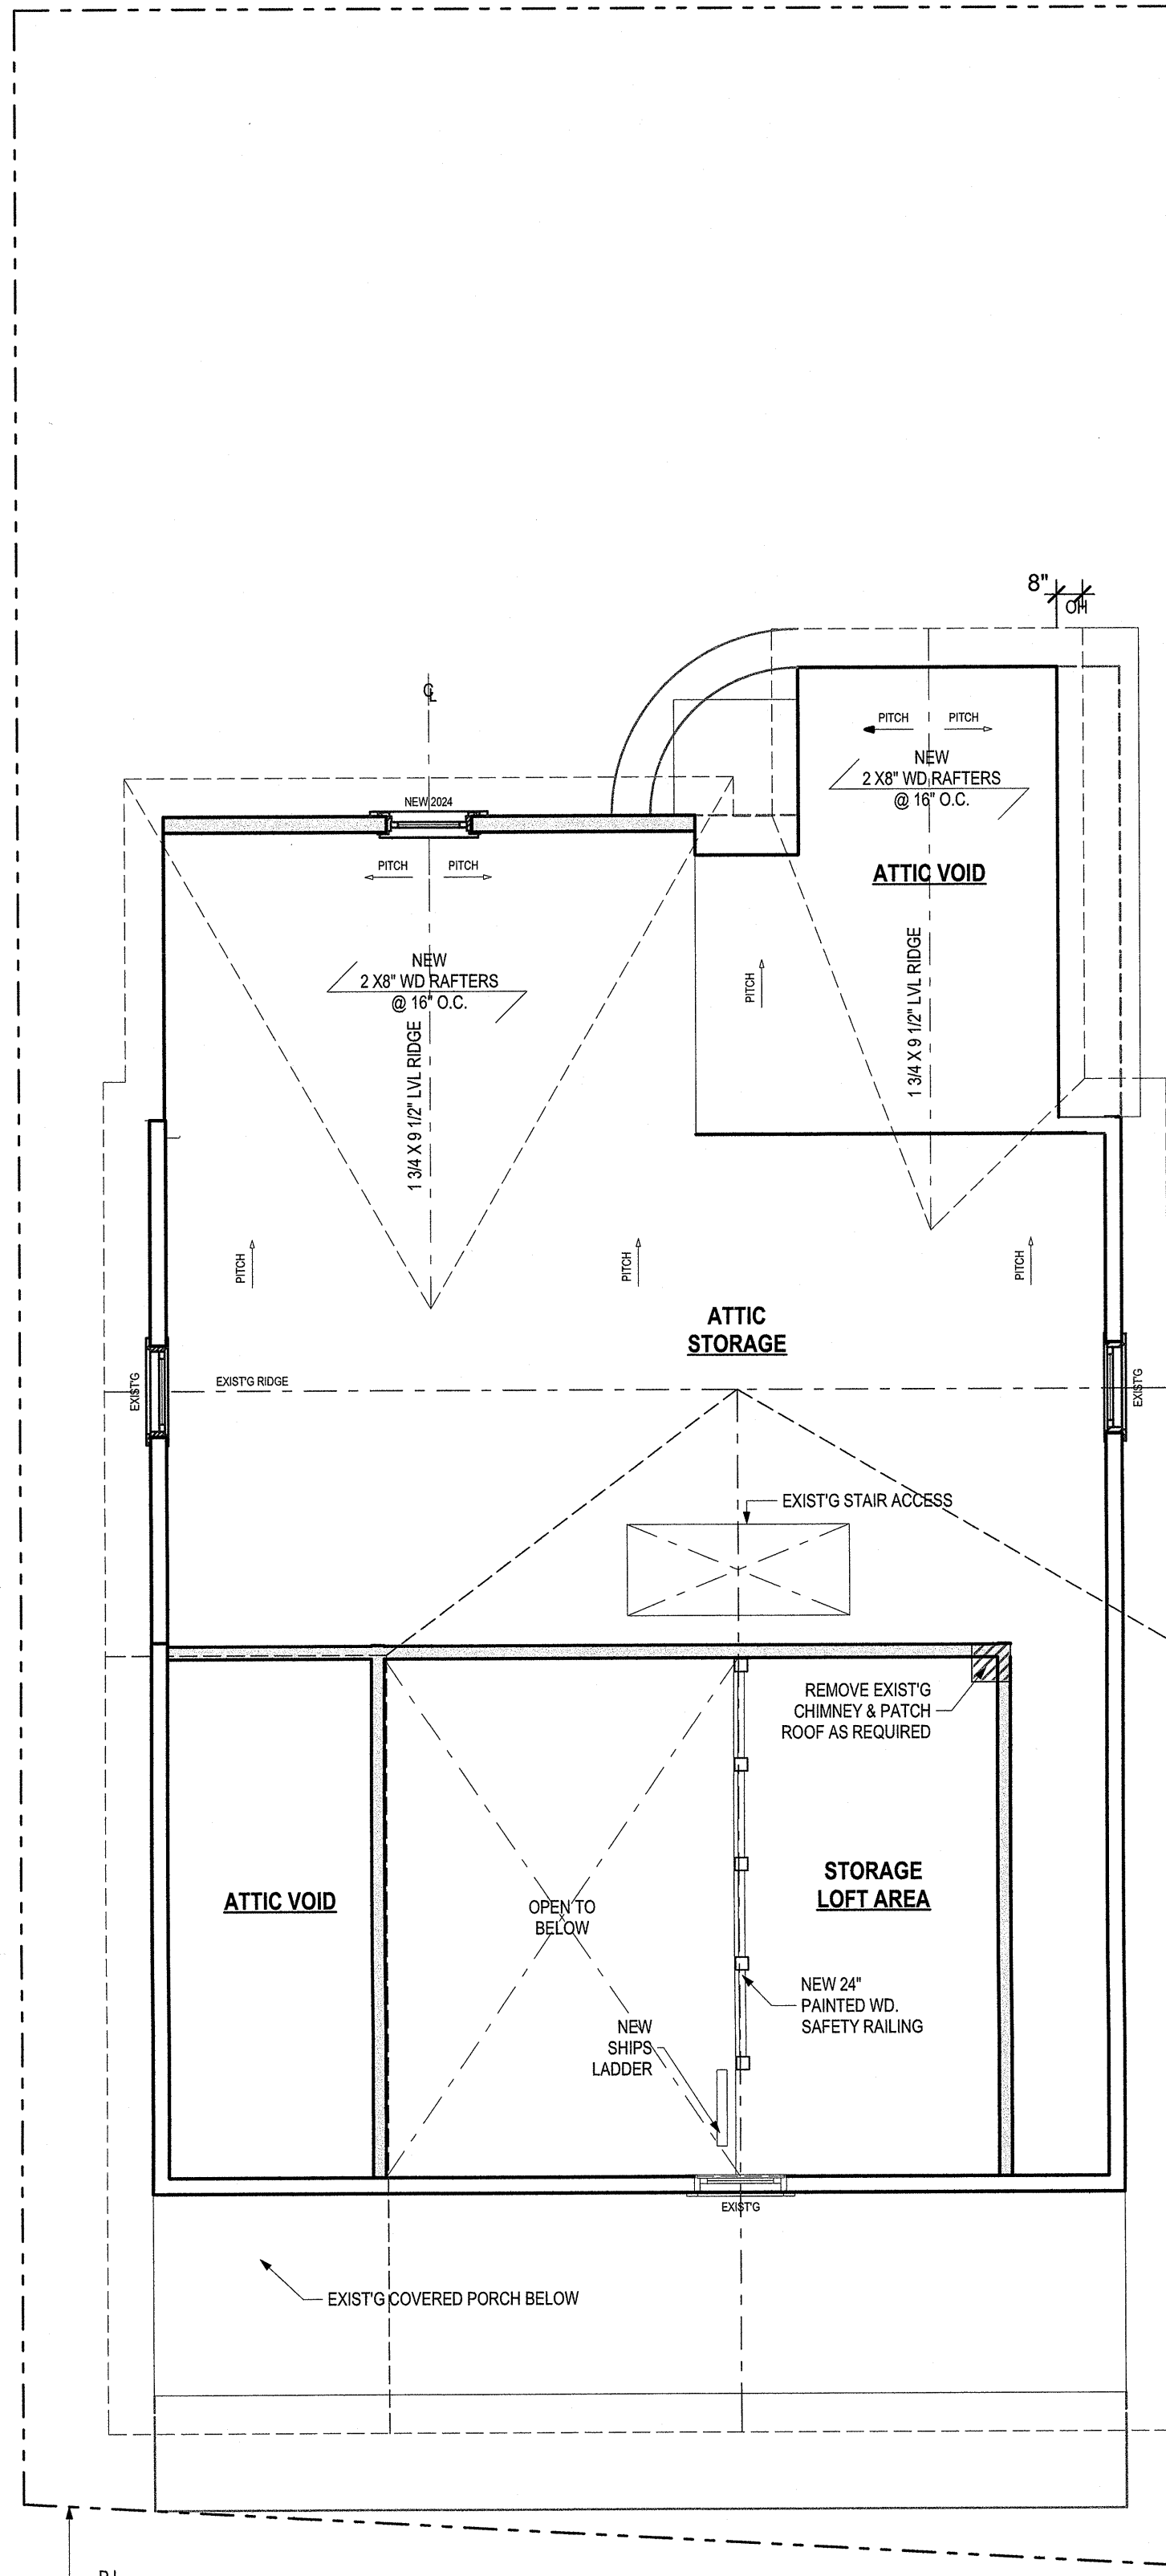 8"
OH
PITCH PITCH
NEW
2 X8" WD RAFTERS
@ 16" O.C.
ATTIC VOID
1 3/4 X 9 1/2" LVL RIDGE
PITCH
CL
NEW 2024
PITCH PITCH
NEW
2 X8" WD RAFTERS
@ 16" O.C.
1 3/4 X 9 1/2" LVL RIDGE
PITCH
PITCH
PITCH
ATTIC
STORAGE
EXIST'G
EXIST'G RIDGE
EXIST'G
EXIST'G STAIR ACCESS
REMOVE EXIST'G
CHIMNEY & PATCH
ROOF AS REQUIRED
ATTIC VOID
OPEN TO
BELOW
STORAGE
LOFT AREA
NEW 24"
PAINTED WD.
SAFETY RAILING
NEW
SHIPS
LADDER
EXIST'G
EXIST'G COVERED PORCH BELOW